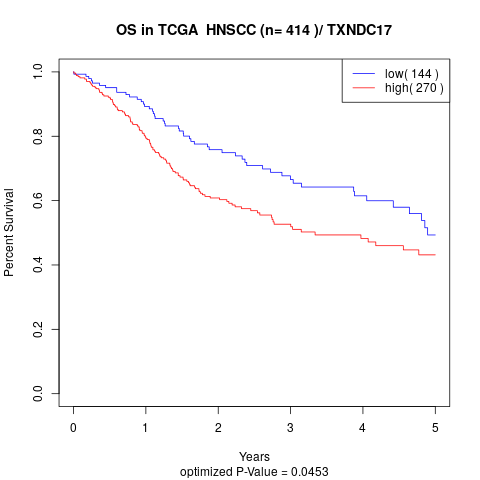 OS in TCGA  HNSCC (n= 414 )/ TXNDC17
low( 144 )
high( 270 )
Percent Survival
1.0
0.8
0.6
0.4
0.2
0.0
0 1 2 3 4 5
Years
optimized P-Value = 0.0453